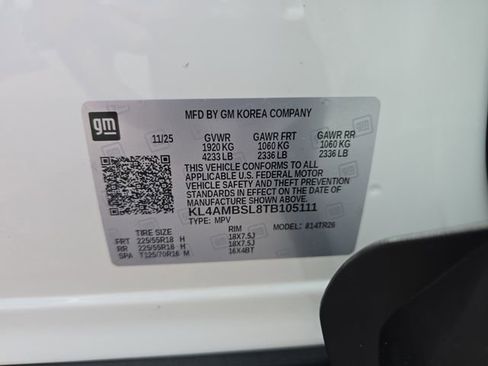 MFD BY GM KOREA COMPANY
gm
11/25 GVWR GAWR FRT GAWR RR
1920 KG 1060 KG 1060 KG
4233 LB 2336 LB 2336 LB
THIS VEHICLE CONFORMS TO ALL
APPLICABLE U.S. FEDERAL MOTOR
VEHICLE SAFETY AND THEFT PREVENTION
STANDARDS IN EFFECT ON THE DATE OF
MANUFACTURE SHOWN ABOVE.
KL4AMBSL8TB105111
TYPE: MPV
TIRE SIZE RIM MODEL: #14TR26
FRT 225/55R18 H 18X7.5J
RR 225/55R18 H 18X7.5J
SPA T125/70R16 M 16X4BT